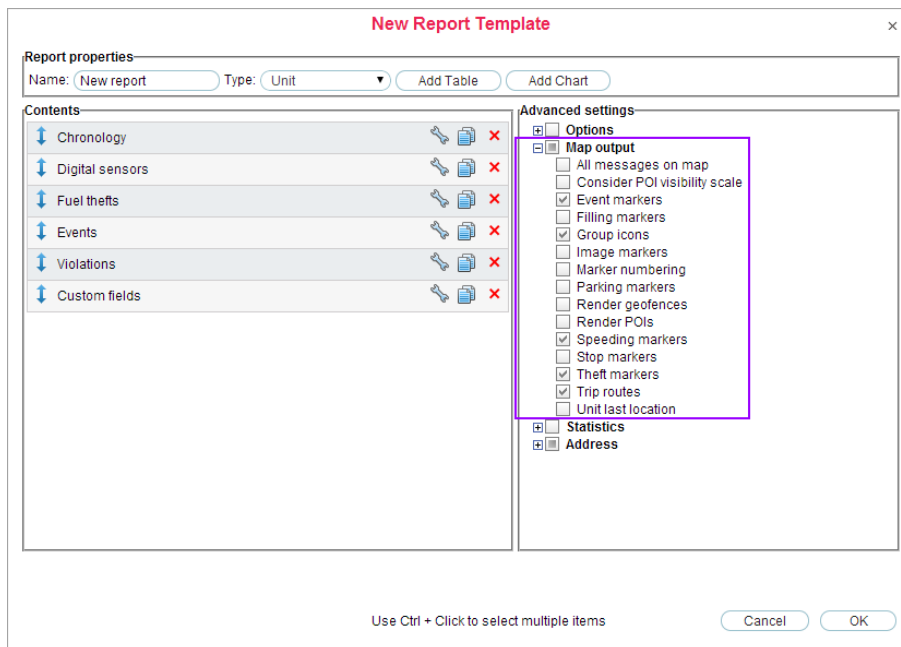 New Report Template
Report properties
Name: New report Type: Unit Add Table Add Chart
Contents
Chronology
Digital sensors
Fuel thefts
Events
Violations
Custom fields
Advanced settings
Options
Map output
All messages on map
Consider POI visibility scale
Event markers
Filling markers
Group icons
Image markers
Marker numbering
Parking markers
Render geofences
Render POIs
Speeding markers
Stop markers
Theft markers
Trip routes
Unit last location
Statistics
Address
Use Ctrl + Click to select multiple items
Cancel OK